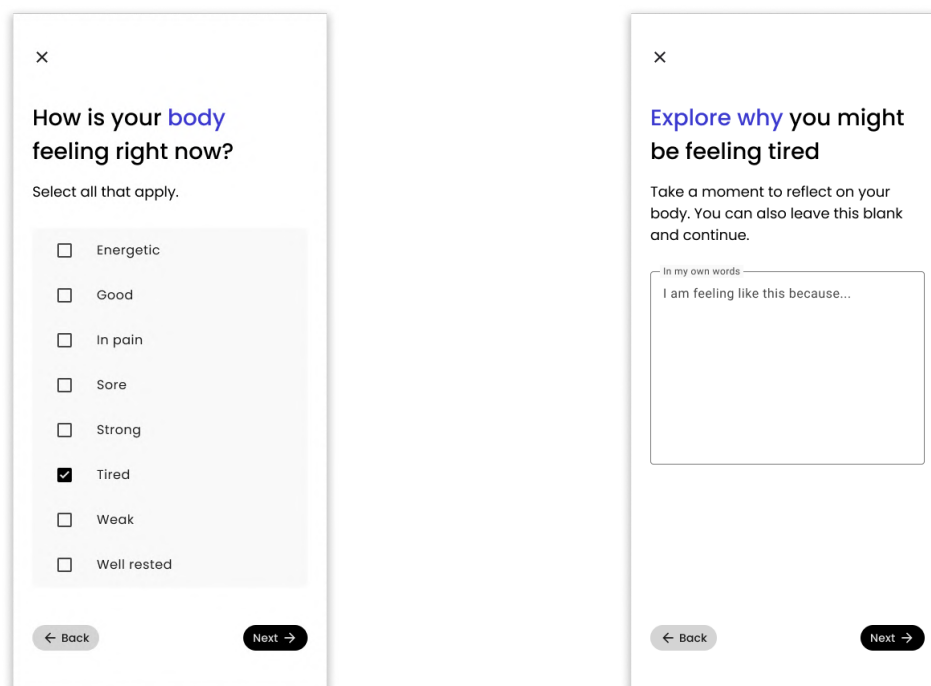 How is your body
feeling right now?
Select all that apply.
Energetic
Good
In pain
Sore
Strong
Tired
Weak
Well rested
← Back
Next →
Explore why you might
be feeling tired
Take a moment to reflect on your
body. You can also leave this blank
and continue.
In my own words
I am feeling like this because...
← Back
Next →